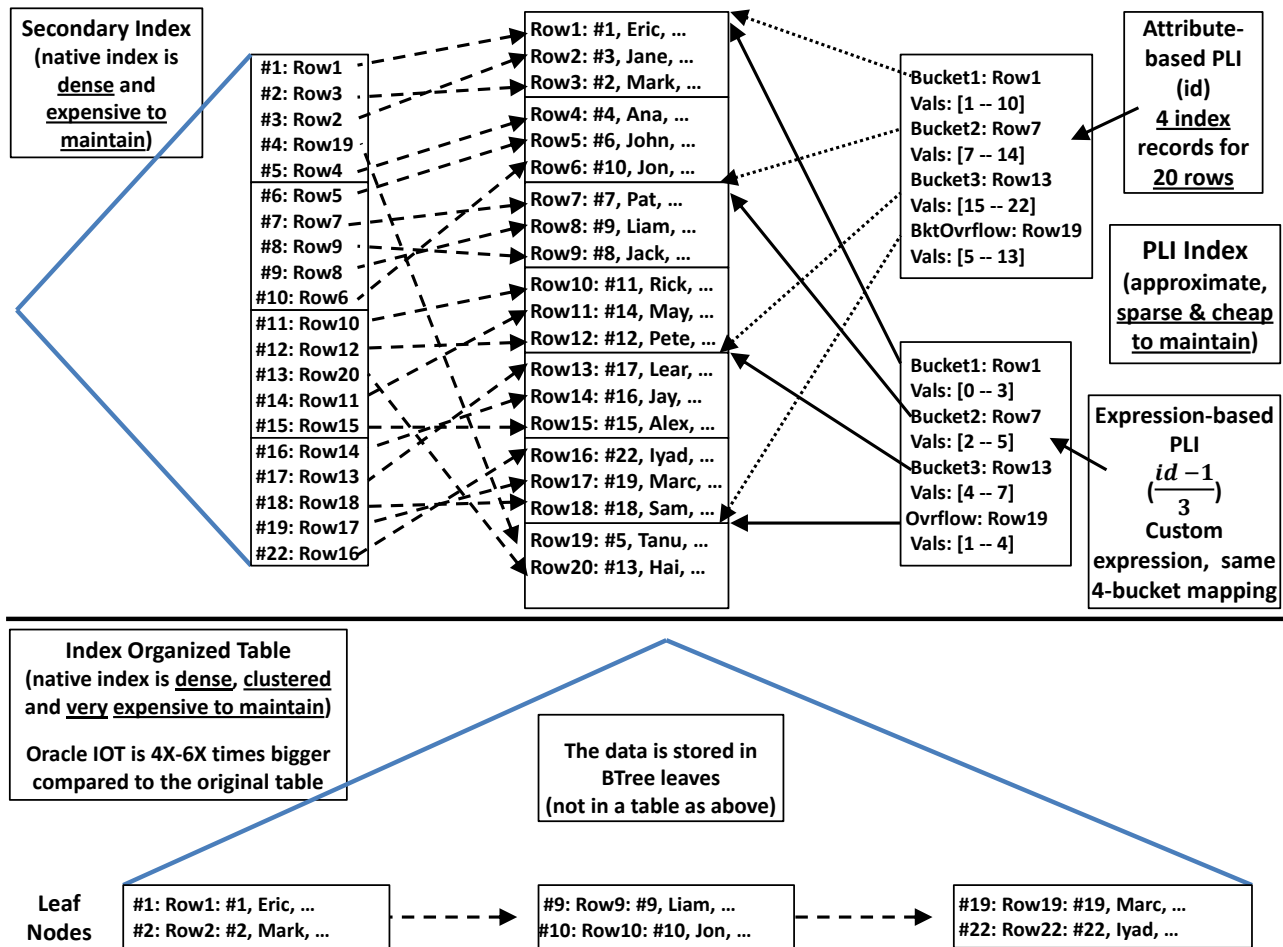 Secondary Index
(native index is
dense and
expensive to
maintain)
#1: Row1
#2: Row3
#3: Row2
#4: Row19
#5: Row4
#6: Row5
#7: Row7
#8: Row9
#9: Row8
#10: Row6
#11: Row10
#12: Row12
#13: Row20
#14: Row11
#15: Row15
#16: Row14
#17: Row13
#18: Row18
#19: Row17
#22: Row16
Row1: #1, Eric, ...
Row2: #3, Jane, ...
Row3: #2, Mark, ...
Row4: #4, Ana, ...
Row5: #6, John, ...
Row6: #10, Jon, ...
Row7: #7, Pat, ...
Row8: #9, Liam, ...
Row9: #8, Jack, ...
Row10: #11, Rick, ...
Row11: #14, May, ...
Row12: #12, Pete, ...
Row13: #17, Lear, ...
Row14: #16, Jay, ...
Row15: #15, Alex, ...
Row16: #22, Iyad, ...
Row17: #19, Marc, ...
Row18: #18, Sam, ...
Row19: #5, Tanu, ...
Row20: #13, Hai, ...
Bucket1: Row1
Vals: [1 -- 10]
Bucket2: Row7
Vals: [7 -- 14]
Bucket3: Row13
Vals: [15 -- 22]
BktOvrflow: Row19
Vals: [5 -- 13]
Attribute-
based PLI
(id)
4 index
records for
20 rows
PLI Index
(approximate,
sparse & cheap
to maintain)
Bucket1: Row1
Vals: [0 -- 3]
Bucket2: Row7
Vals: [2 -- 5]
Bucket3: Row13
Vals: [4 -- 7]
Ovrflow: Row19
Vals: [1 -- 4]
Expression-based
PLI
(id −1
3)
Custom
expression, same
4-bucket mapping
Index Organized Table
(native index is dense, clustered
and very expensive to maintain)
Oracle IOT is 4X-6X times bigger
compared to the original table
The data is stored in
BTree leaves
(not in a table as above)
Leaf
Nodes
#1: Row1: #1, Eric, ...
#2: Row2: #2, Mark, ...
#9: Row9: #9, Liam, ...
#10: Row10: #10, Jon, ...
#19: Row19: #19, Marc, ...
#22: Row22: #22, Iyad, ...